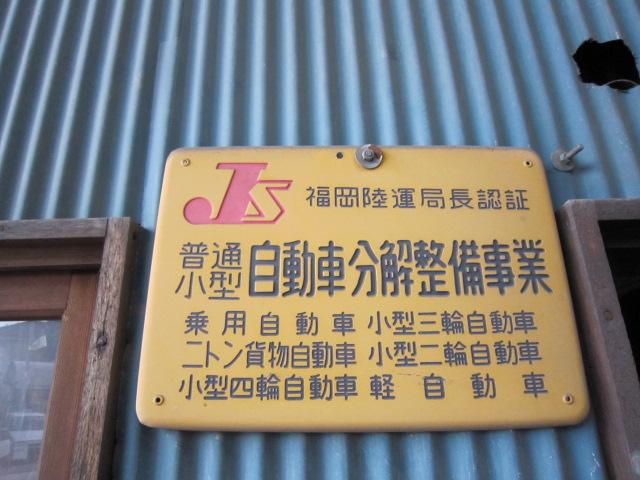 JS 福岡陸運局長認証
普通
小型 自動車分解整備事業
乗用自動車 小型三輪自動車
二トン貨物自動車 小型二輪自動車
小型四輪自動車 軽自動車